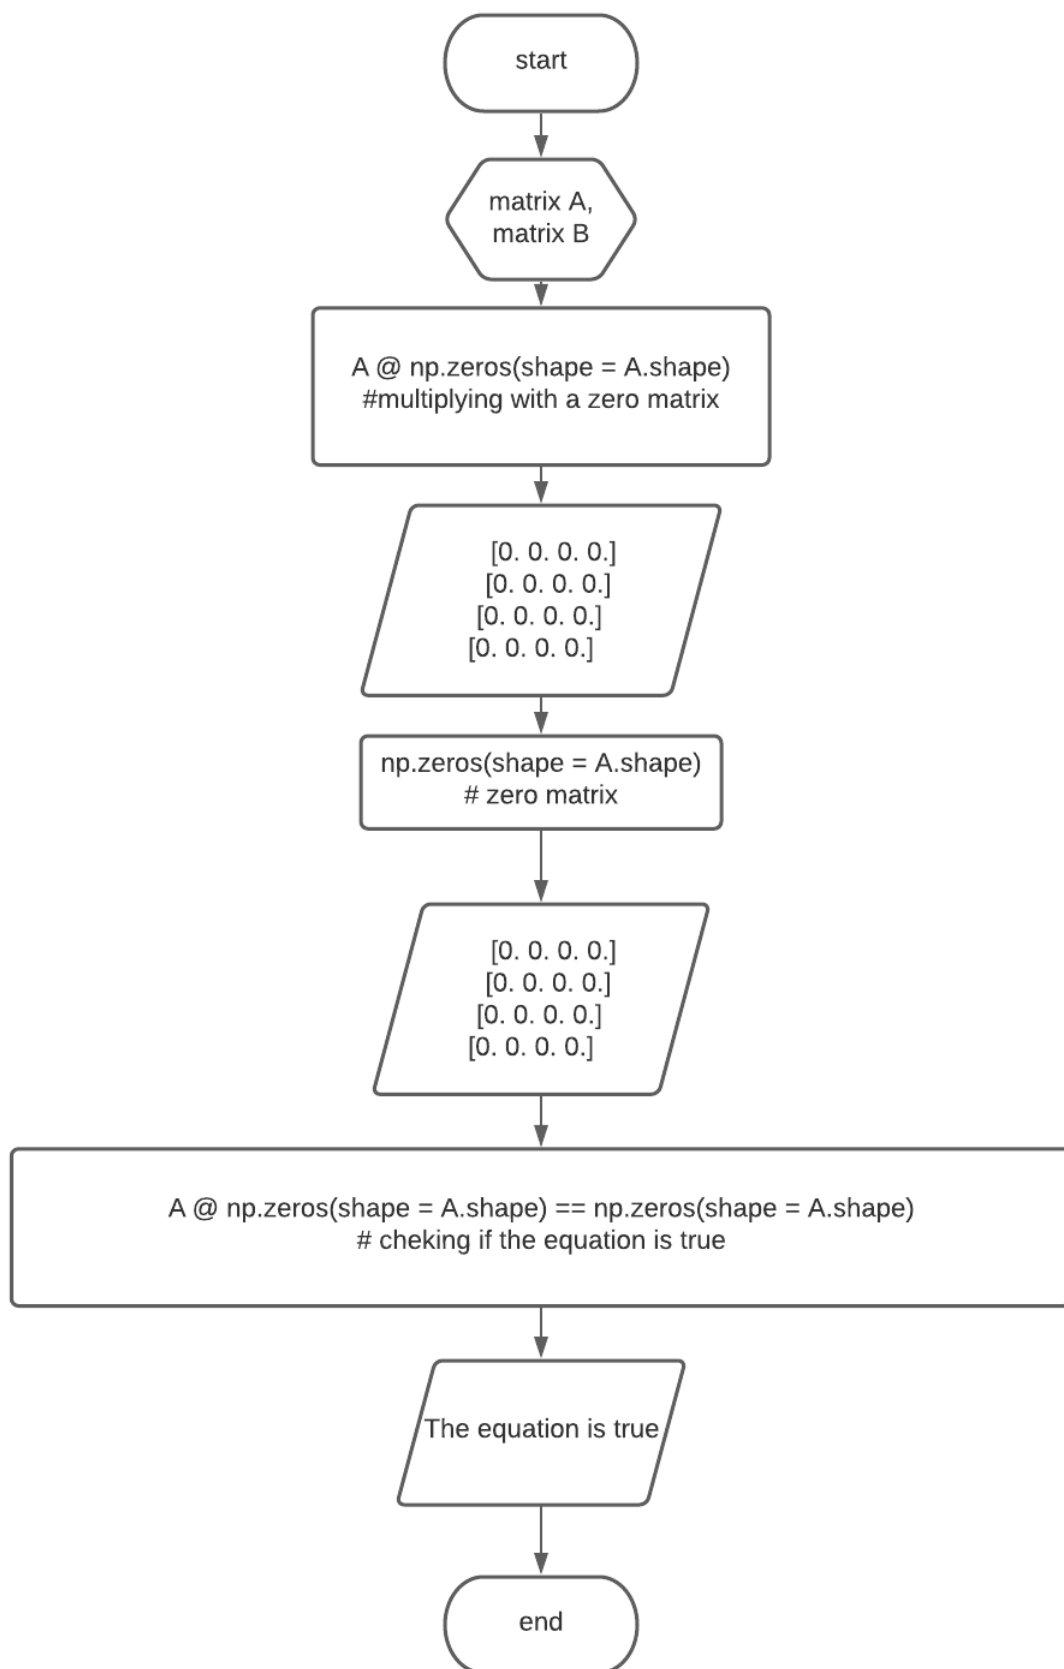 start
matrix A,
matrix B
A @ np.zeros(shape = A.shape)
#multiplying with a zero matrix
[0. 0. 0. 0.]
[0. 0. 0. 0.]
[0. 0. 0. 0.]
[0. 0. 0. 0.]
np.zeros(shape = A.shape)
# zero matrix
[0. 0. 0. 0.]
[0. 0. 0. 0.]
[0. 0. 0. 0.]
[0. 0. 0. 0.]
A @ np.zeros(shape = A.shape) == np.zeros(shape = A.shape)
# cheking if the equation is true
The equation is true
end